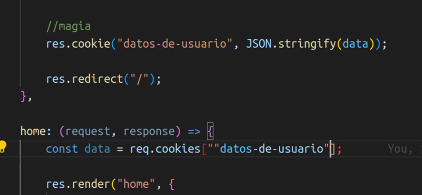 //magia
res.cookie("datos-de-usuario", JSON.stringify(data));
res.redirect("/");
},
home: (request, response) => {
const data = req.cookies[""datos-de-usuario"]; You,
res.render("home", {